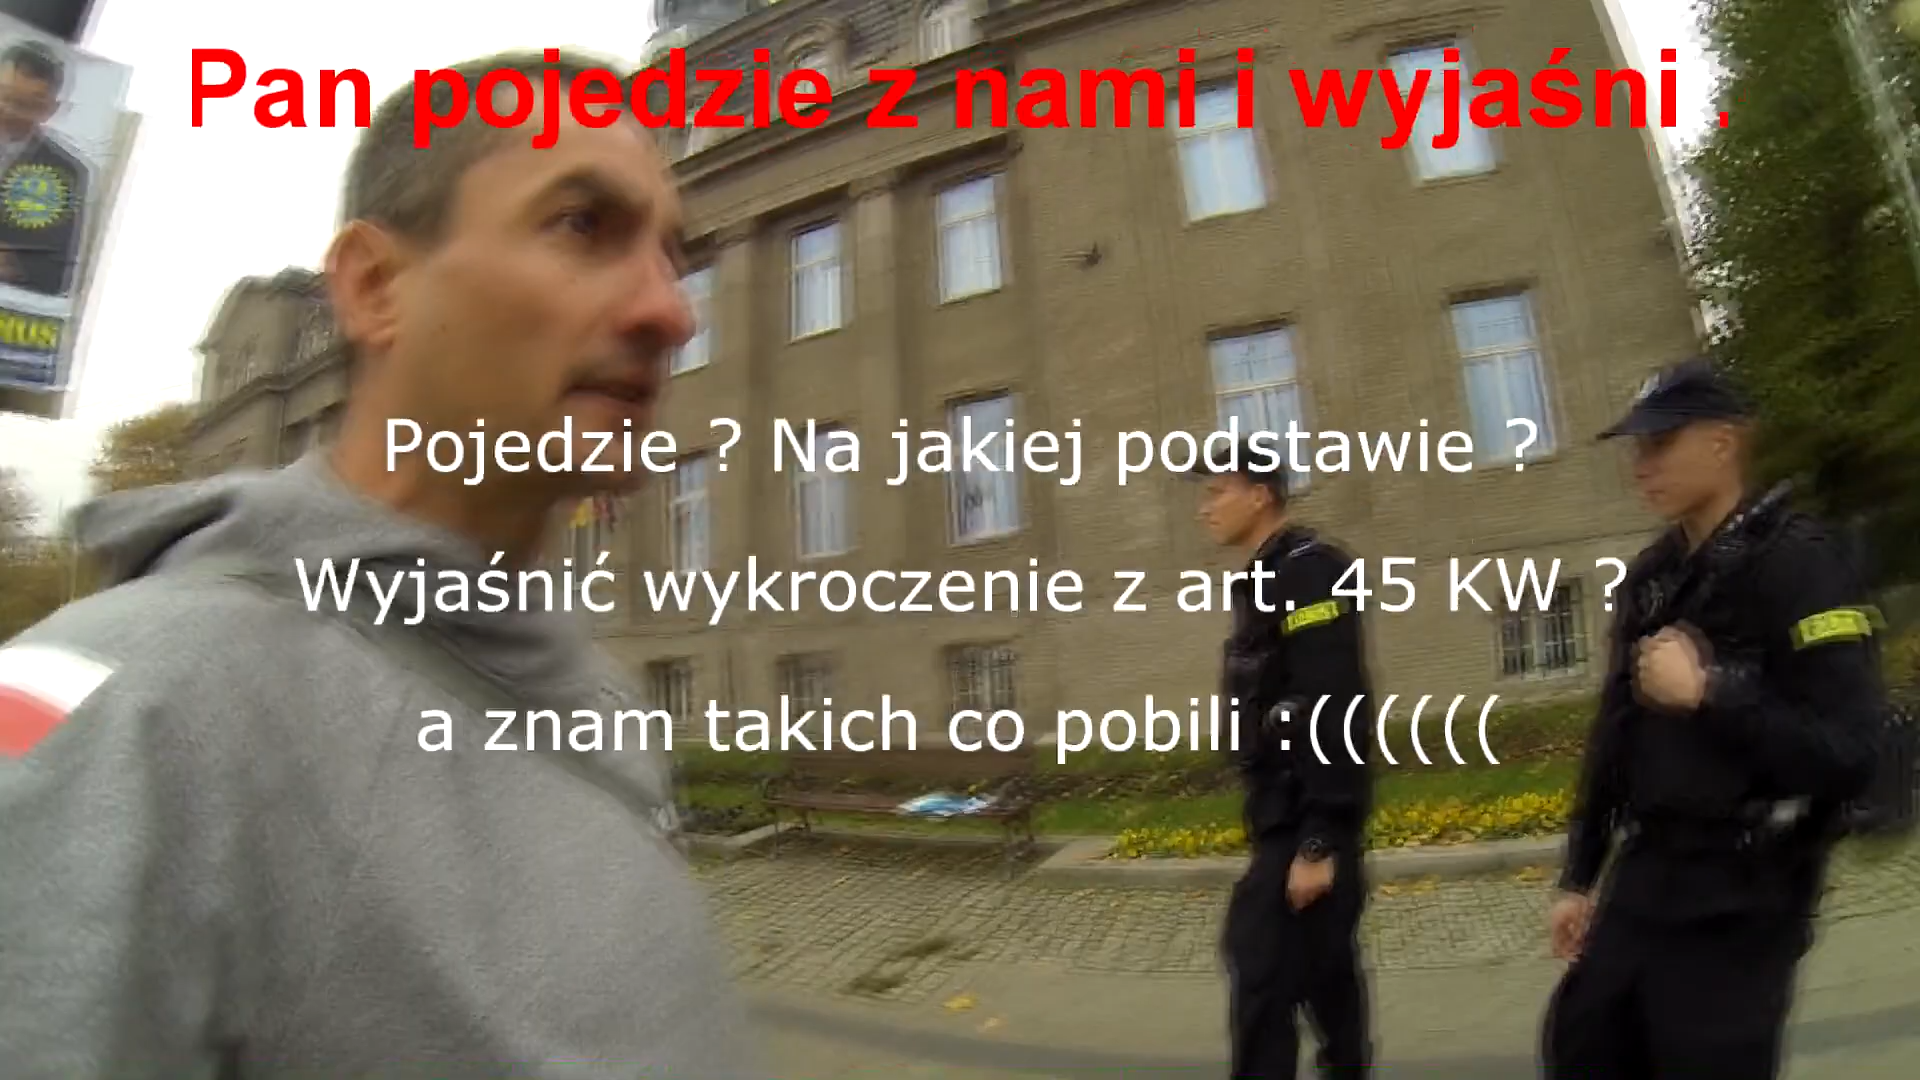 Pan pojedzie z nami i wyjaśni .
Pojedzie ? Na jakiej podstawie ?
Wyjaśnić wykroczenie z art. 45 KW ?
a znam takich co pobili :((((((